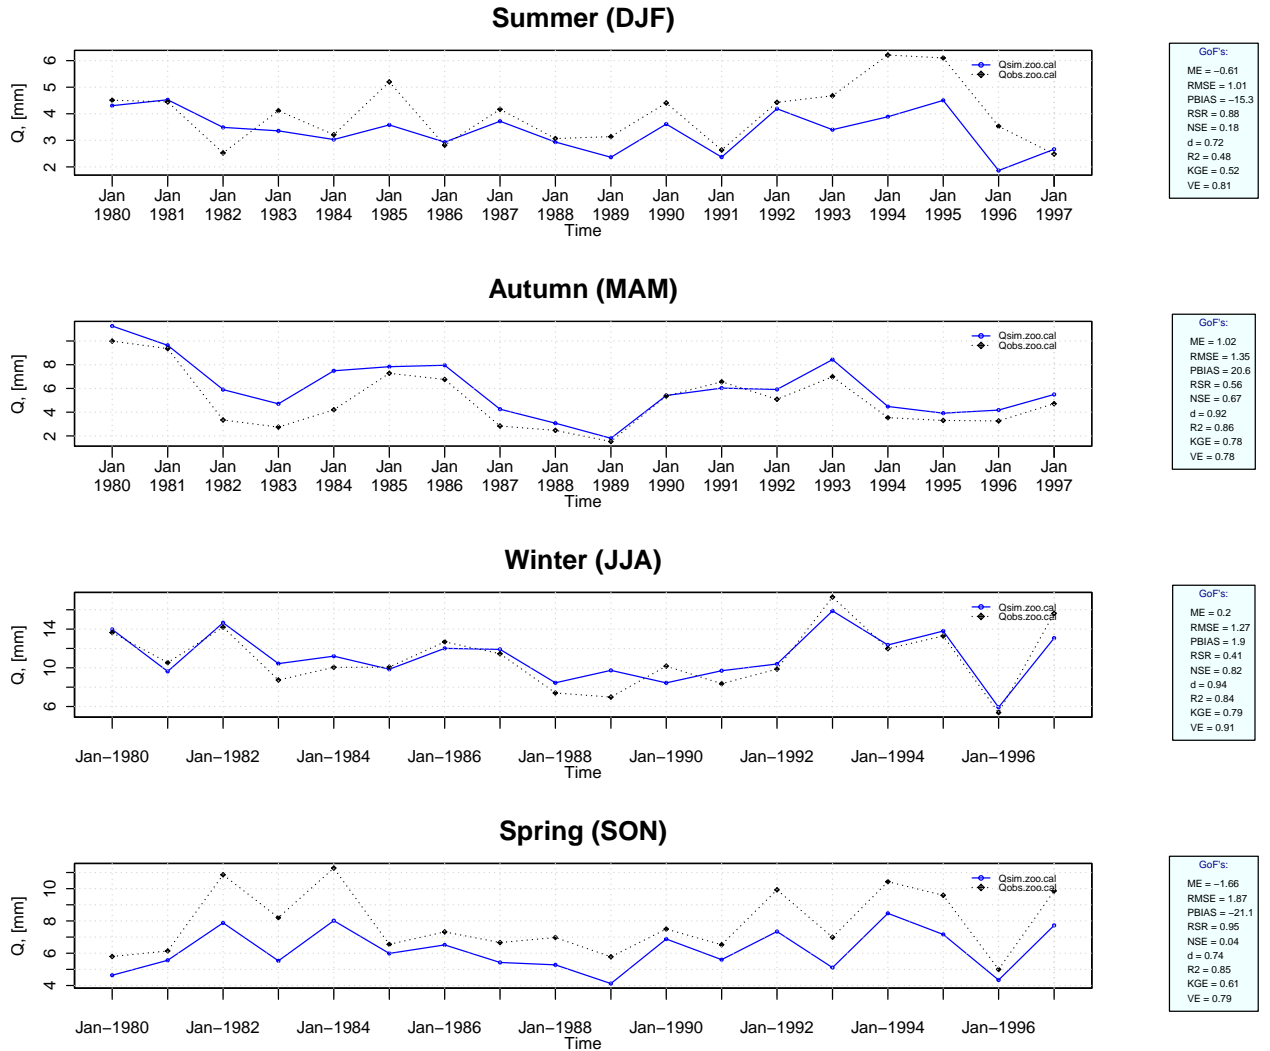 Summer (DJF)
Q, [mm]
6
5
4
3
2
Qsim.zoo.cal
Qobs.zoo.cal
Jan Jan Jan Jan Jan Jan Jan Jan Jan Jan Jan Jan Jan Jan Jan Jan Jan Jan
1980 1981 1982 1983 1984 1985 1986 1987 1988 1989 1990 1991 1992 1993 1994 1995 1996 1997
Time
GoF's:
ME = −0.61
RMSE = 1.01
PBIAS = −15.3
RSR = 0.88
NSE = 0.18
d = 0.72
R2 = 0.48
KGE = 0.52
VE = 0.81
Autumn (MAM)
Q, [mm]
8
6
4
2
Qsim.zoo.cal
Qobs.zoo.cal
Jan Jan Jan Jan Jan Jan Jan Jan Jan Jan Jan Jan Jan Jan Jan Jan Jan Jan
1980 1981 1982 1983 1984 1985 1986 1987 1988 1989 1990 1991 1992 1993 1994 1995 1996 1997
Time
GoF's:
ME = 1.02
RMSE = 1.35
PBIAS = 20.6
RSR = 0.56
NSE = 0.67
d = 0.92
R2 = 0.86
KGE = 0.78
VE = 0.78
Winter (JJA)
Q, [mm]
14
10
6
Qsim.zoo.cal
Qobs.zoo.cal
Jan−1980 Jan−1982 Jan−1984 Jan−1986 Jan−1988 Jan−1990 Jan−1992 Jan−1994 Jan−1996
Time
GoF's:
ME = 0.2
RMSE = 1.27
PBIAS = 1.9
RSR = 0.41
NSE = 0.82
d = 0.94
R2 = 0.84
KGE = 0.79
VE = 0.91
Spring (SON)
Q, [mm]
10
8
6
4
Qsim.zoo.cal
Qobs.zoo.cal
Jan−1980 Jan−1982 Jan−1984 Jan−1986 Jan−1988 Jan−1990 Jan−1992 Jan−1994 Jan−1996
Time
GoF's:
ME = −1.66
RMSE = 1.87
PBIAS = −21.1
RSR = 0.95
NSE = 0.04
d = 0.74
R2 = 0.85
KGE = 0.61
VE = 0.79